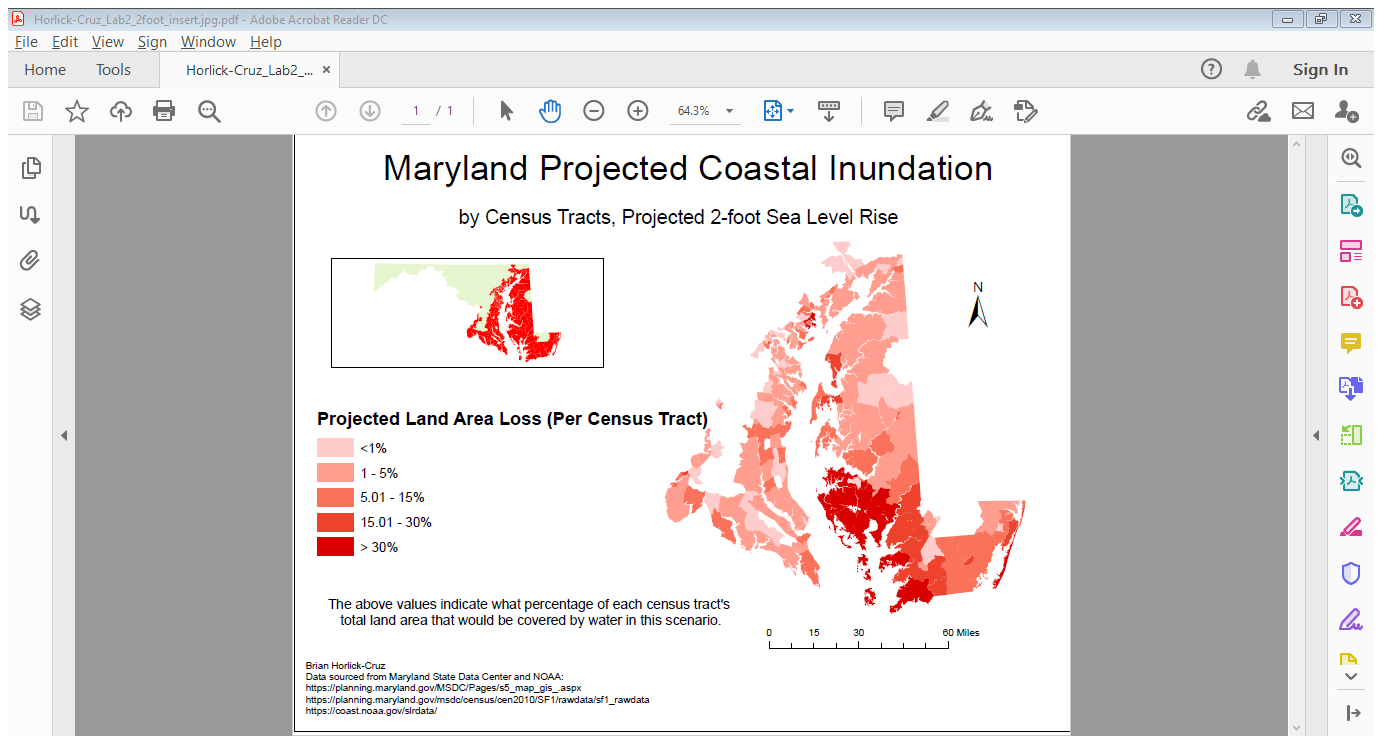 Horlick-Cruz_Lab2_2foot_insert.jpg.pdf - Adobe Acrobat Reader DC
File Edit View Sign Window Help
Home Tools Horlick-Cruz_Lab2_... × Sign In
1 / 1 64.3%
Maryland Projected Coastal Inundation
by Census Tracts, Projected 2-foot Sea Level Rise
N
Projected Land Area Loss (Per Census Tract)
<1%
1 - 5%
5.01 - 15%
15.01 - 30%
> 30%
The above values indicate what percentage of each census tract's
total land area that would be covered by water in this scenario.
0 15 30 60 Miles
Brian Horlick-Cruz
Data sourced from Maryland State Data Center and NOAA:
https://planning.maryland.gov/MSDC/Pages/s5_map_gis_.aspx
https://planning.maryland.gov/msdc/census/cen2010/SF1/rawdata/sf1_rawdata
https://coast.noaa.gov/slrdata/